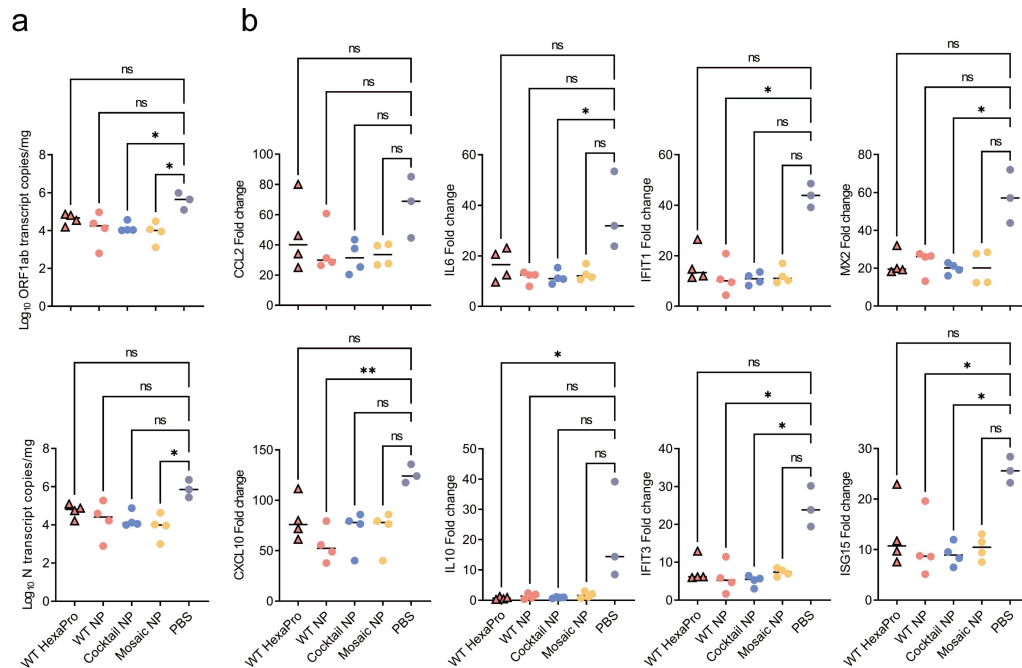 a
b
ns
ns
*
*
8
6
4
2
0
Log10 ORF1ab transcript copies/mg
ns
ns
ns
ns
100
80
60
40
20
0
CCL2 Fold change
ns
ns
*
ns
60
40
20
0
IL6 Fold change
ns
*
ns
ns
60
40
20
0
IFIT1 Fold change
ns
ns
*
ns
80
60
40
20
0
MX2 Fold change
ns
ns
ns
*
8
6
4
2
0
Log10 N transcript copies/mg
WT HexaPro
WT NP
Cocktail NP
Mosaic NP
PBS
ns
**
ns
ns
150
100
50
0
CXCL10 Fold change
WT HexaPro
WT NP
Cocktail NP
Mosaic NP
PBS
*
ns
ns
ns
50
40
30
20
10
0
IL10 Fold change
WT HexaPro
WT NP
Cocktail NP
Mosaic NP
PBS
ns
*
*
ns
40
30
20
10
0
IFIT3 Fold change
WT HexaPro
WT NP
Cocktail NP
Mosaic NP
PBS
ns
*
*
ns
30
20
10
0
ISG15 Fold change
WT HexaPro
WT NP
Cocktail NP
Mosaic NP
PBS